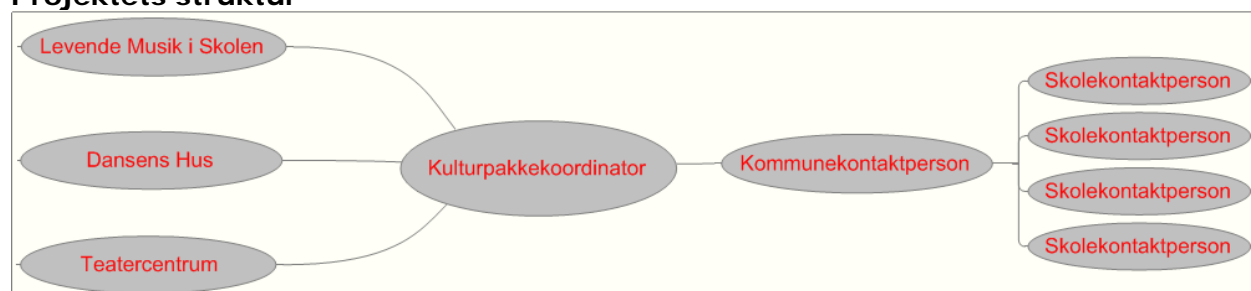 Projektets struktur
Levende Musik i Skolen
Dansens Hus
Teatercentrum
Kulturpakkekoordinator
Kommunekontaktperson
Skolekontaktperson
Skolekontaktperson
Skolekontaktperson
Skolekontaktperson